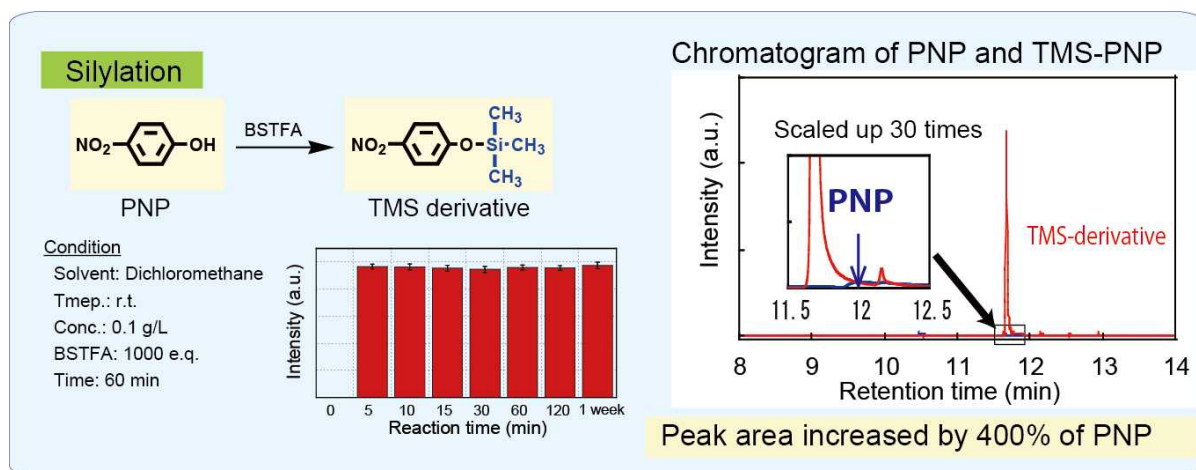 Silylation
NO₂
OH
BSTFA
NO₂
O
Si
CH₃
CH₃
CH₃
PNP
TMS derivative
Condition
Solvent: Dichloromethane
Tmep.: r.t.
Conc.: 0.1 g/L
BSTFA: 1000 e.q.
Time: 60 min
Intensity (a.u.)
0 5 10 15 30 60 120 1 week
Reaction time (min)
Chromatogram of PNP and TMS-PNP
Scaled up 30 times
PNP
11.5 12 12.5
TMS-derivative
Intensity (a.u.)
8 9 10 11 12 13 14
Retention time (min)
Peak area increased by 400% of PNP